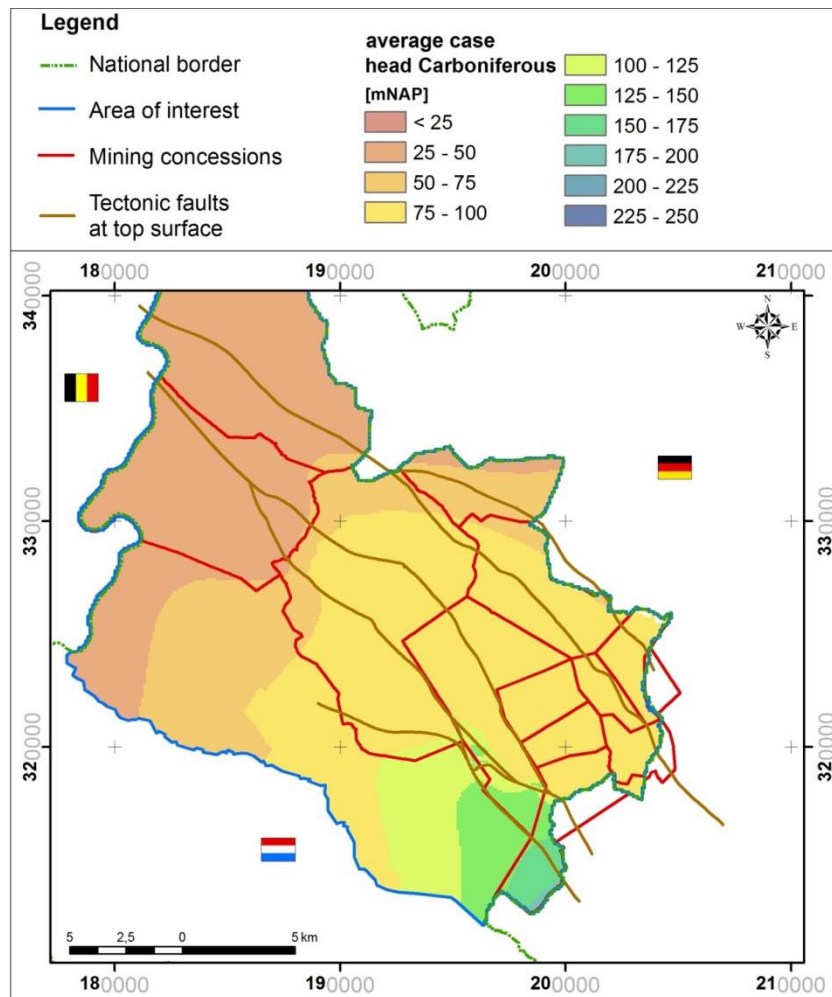 Legend
National border
Area of interest
Mining concessions
Tectonic faults
at top surface
average case
head Carboniferous
[mNAP]
< 25
25 - 50
50 - 75
75 - 100
100 - 125
125 - 150
150 - 175
175 - 200
200 - 225
225 - 250
180000 190000 200000 210000
340000
330000 330000
320000 320000
N
W E
S
5 2,5 0 5 km
180000 190000 200000 210000